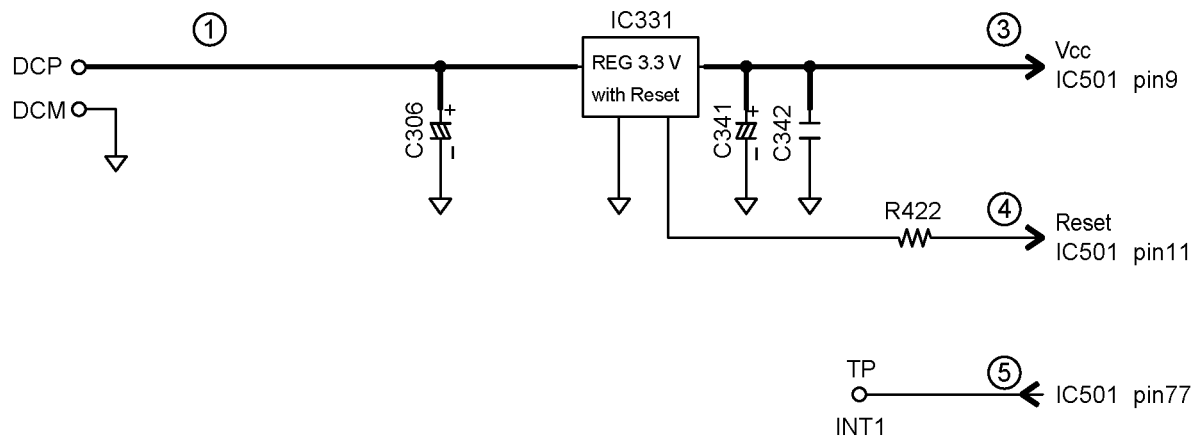 1
IC331
3
DCP
REG 3.3 V
with Reset
Vcc
IC501 pin9
DCM
C306
+
−
C341
+
−
C342
R422
4
Reset
IC501 pin11
TP
5
IC501 pin77
INT1